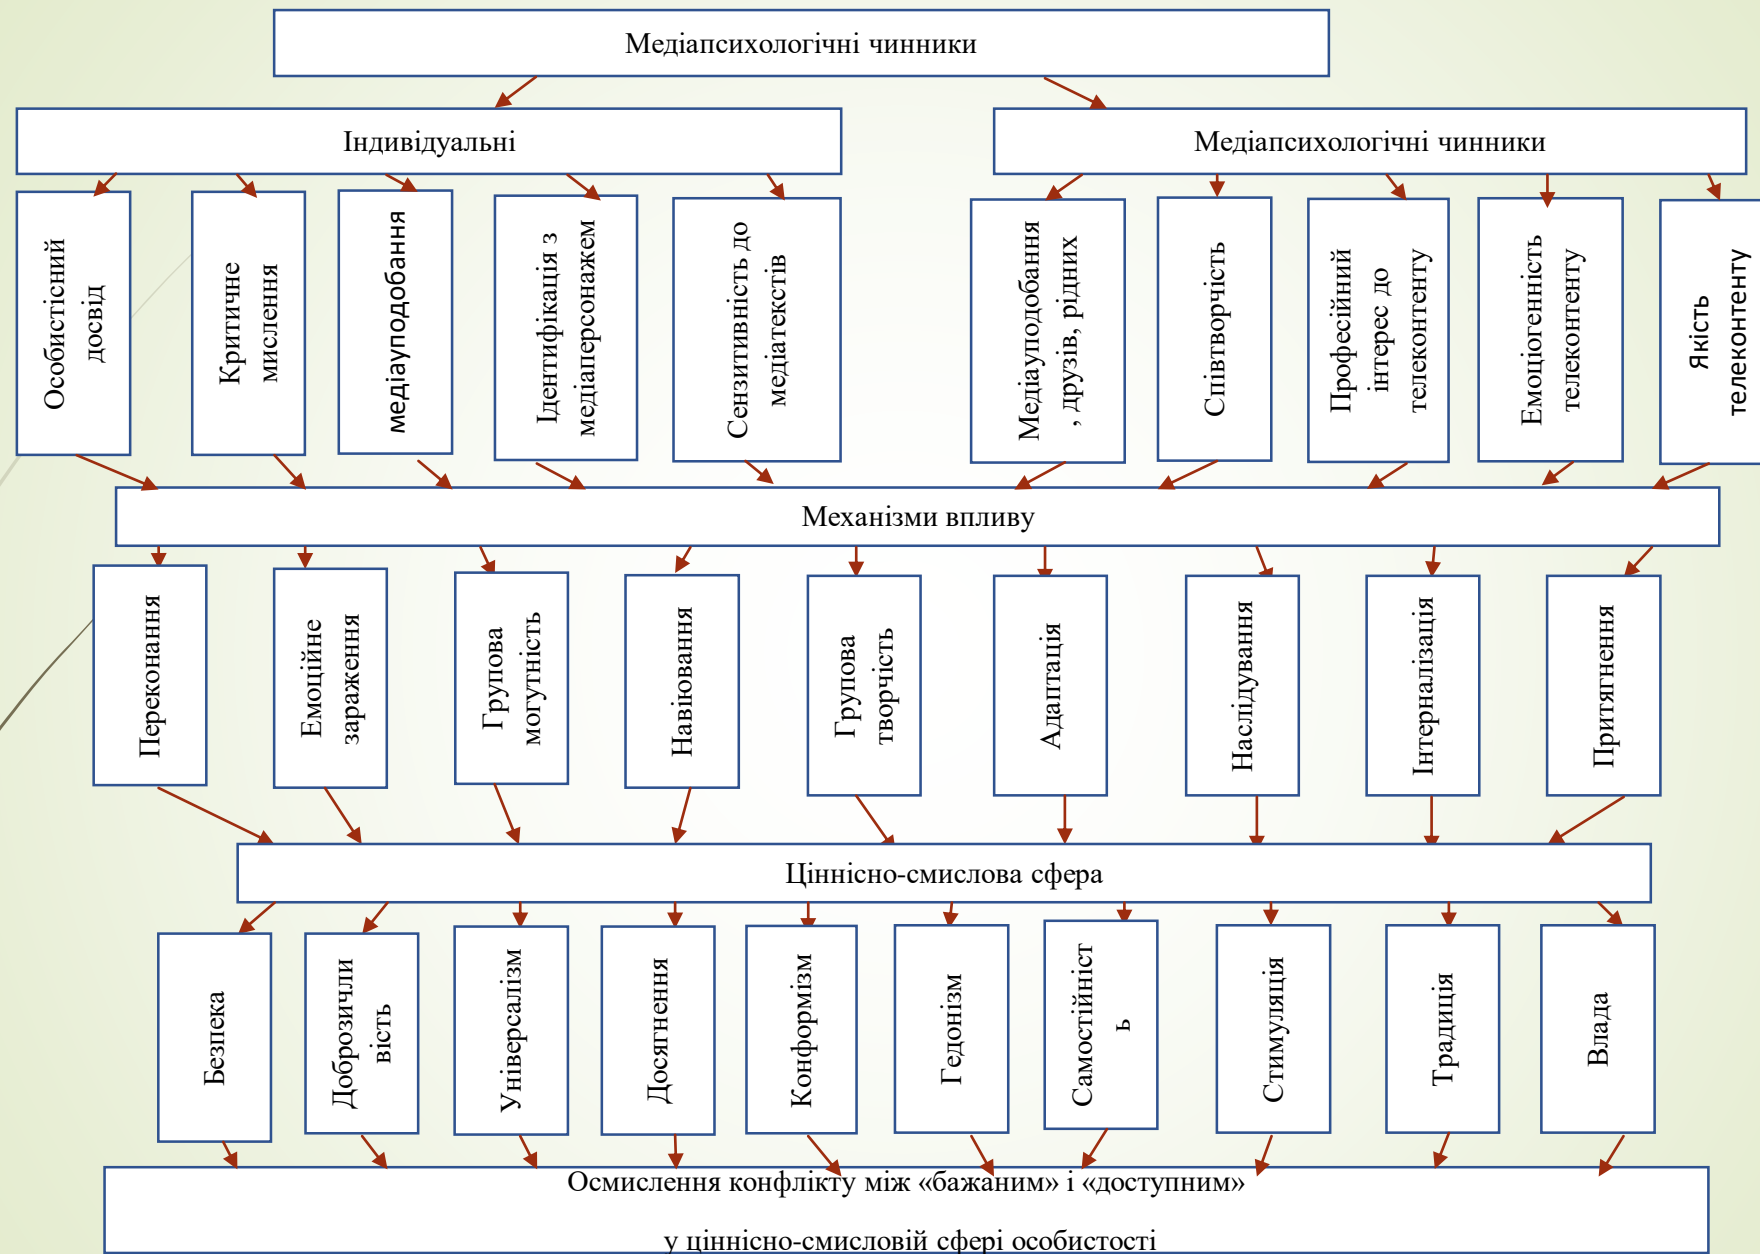 Медіапсихологічні чинники
Індивідуальні
Медіапсихологічні чинники
Особистісний
досвід
Критичне
мислення
медіауподобання
Ідентифікація з
медіаперсонажем
Сензитивність до
медіатекстів
Медіауподобання
, друзів, рідних
Співтворчість
Професійний
інтерес до
телеконтенту
Емоціогенність
телеконтенту
Якість
телеконтенту
Механізми впливу
Переконання
Емоційне
зараження
Групова
могутність
Навіювання
Групова
творчість
Адаптація
Наслідування
Інтерналізація
Притягнення
Ціннісно-смислова сфера
Безпека
Доброзичли
вість
Універсалізм
Досягнення
Конформізм
Гедонізм
Самостійніст
ь
Стимуляція
Традиція
Влада
Осмислення конфлікту між «бажаним» і «доступним»
у ціннісно-смисловій сфері особистості